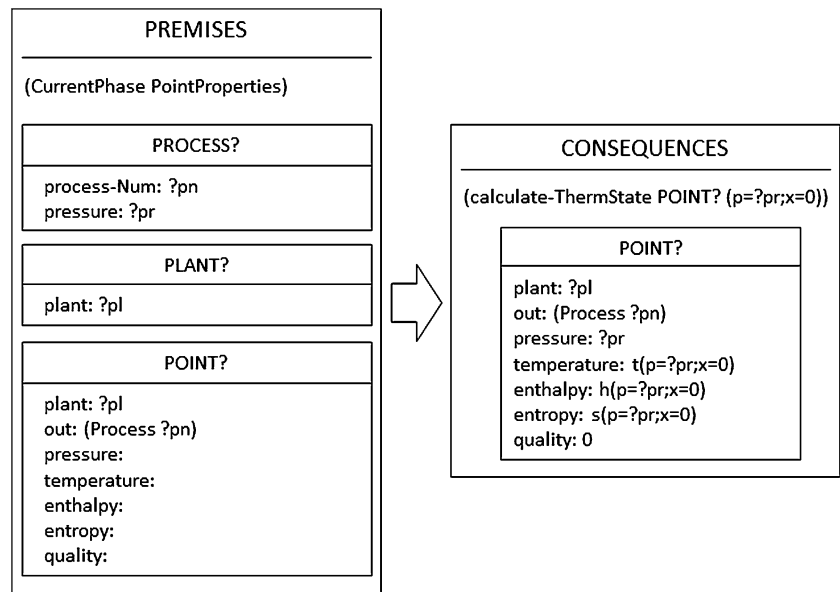 PREMISES
(CurrentPhase PointProperties)
PROCESS?
process-Num: ?pn
pressure: ?pr
PLANT?
plant: ?pl
POINT?
plant: ?pl
out: (Process ?pn)
pressure:
temperature:
enthalpy:
entropy:
quality:
CONSEQUENCES
(calculate-ThermState POINT? (p=?pr;x=0))
POINT?
plant: ?pl
out: (Process ?pn)
pressure: ?pr
temperature: t(p=?pr;x=0)
enthalpy: h(p=?pr;x=0)
entropy: s(p=?pr;x=0)
quality: 0